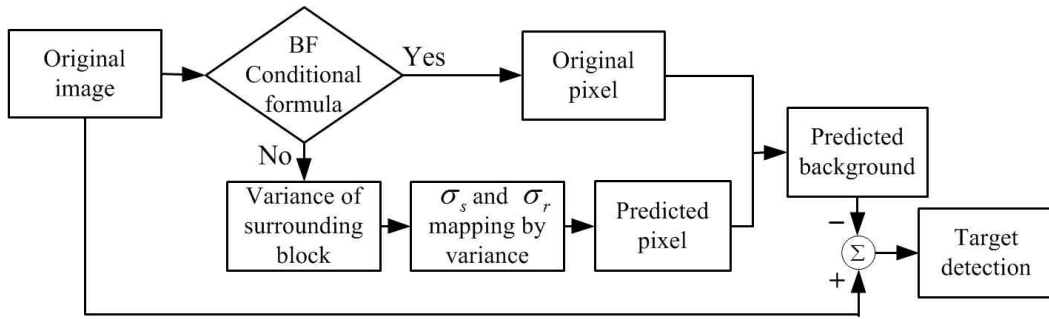 Original
image
BF
Conditional
formula
Yes
No
Original
pixel
Variance of
surrounding
block
σs and σr
mapping by
variance
Predicted
pixel
Predicted
background
−
Σ
+
Target
detection